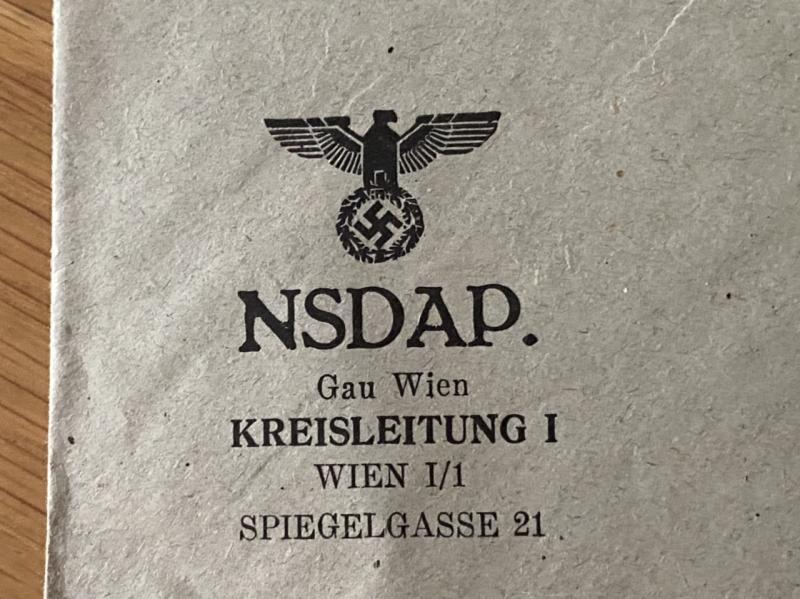 NSDAP.
Gau Wien
KREISLEITUNG I
WIEN I/1
SPIEGELGASSE 21